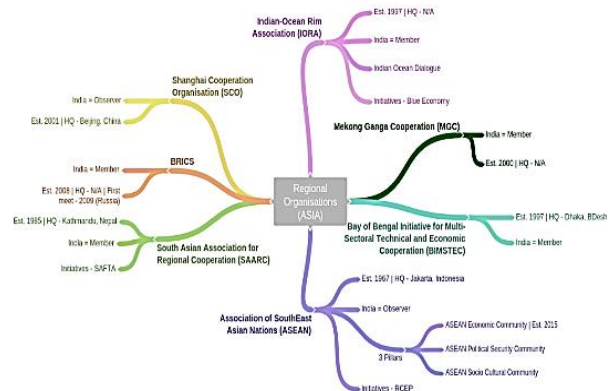 Indian-Ocean Rim
Association (IORA)
Est. 1997 | HQ - N/A
India = Member
Indian Ocean Dialogue
Initiatives - Blue Economy
Shanghai Cooperation
Organisation (SCO)
India = Observer
Est. 2001 | HQ - Beijing, China
Mekong Ganga Cooperation (MGC)
India = Member
Est. 2000 | HQ - N/A
BRICS
India = Member
Est. 2008 | HQ - N/A | First
meet - 2009 (Russia)
Regional
Organisations
(ASIA)
Est. 1985 | HQ - Kathmandu, Nepal
India = Member
Initiatives - SAFTA
South Asian Association for
Regional Cooperation (SAARC)
Bay of Bengal Initiative for Multi-
Sectoral Technical and Economic
Cooperation
(BIMSTEC)
Est. 1997 | HQ - Dhaka, BDesh
India = Member
Association of SouthEast
Asian Nations (ASEAN)
Est. 1967 | HQ - Jakarta, Indonesia
India = Observer
3 Pillars
ASEAN Economic Community | Est. 2015
ASEAN Political Security Community
ASEAN Socio Cultural Community
Initiatives - RCEP